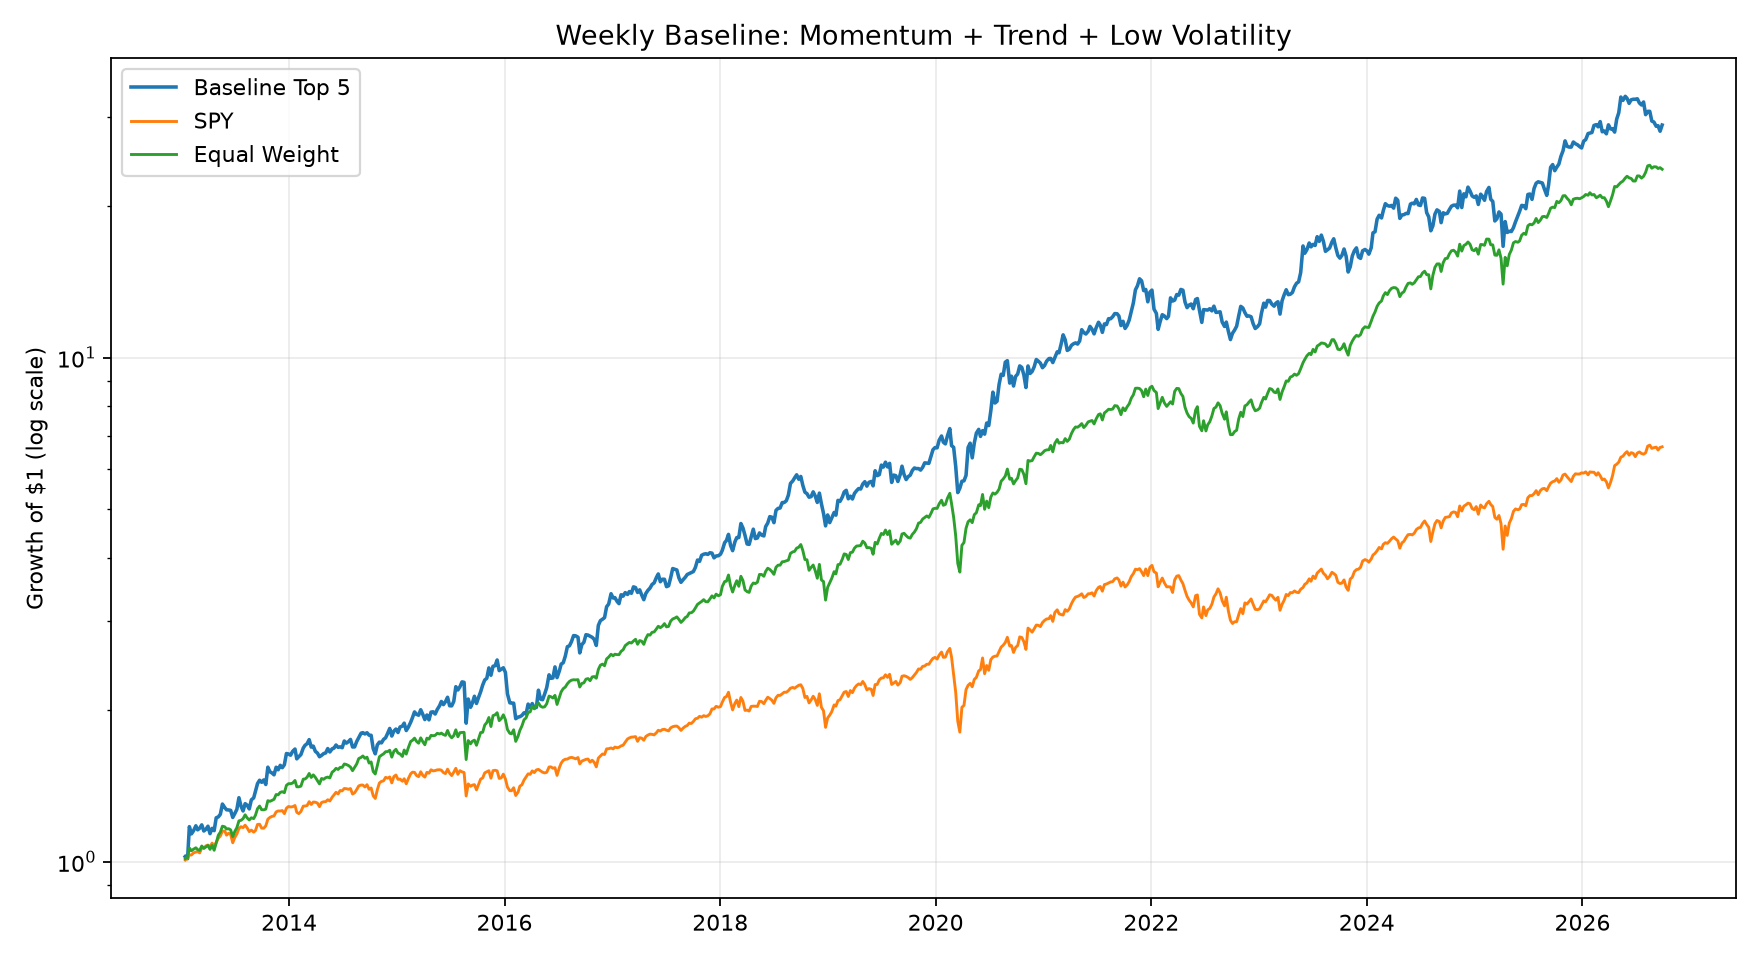 Weekly Baseline: Momentum + Trend + Low Volatility
Baseline Top 5
SPY
Equal Weight
Growth of $1 (log scale)
10¹
10⁰
2014 2016 2018 2020 2022 2024 2026